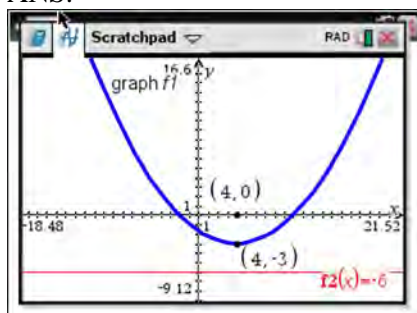 Scratchpad RAD
16.6 y
graph f1
(4,0)
1 x
-18.48 1 21.52
(4,-3)
f2(x)=-6
-9.12